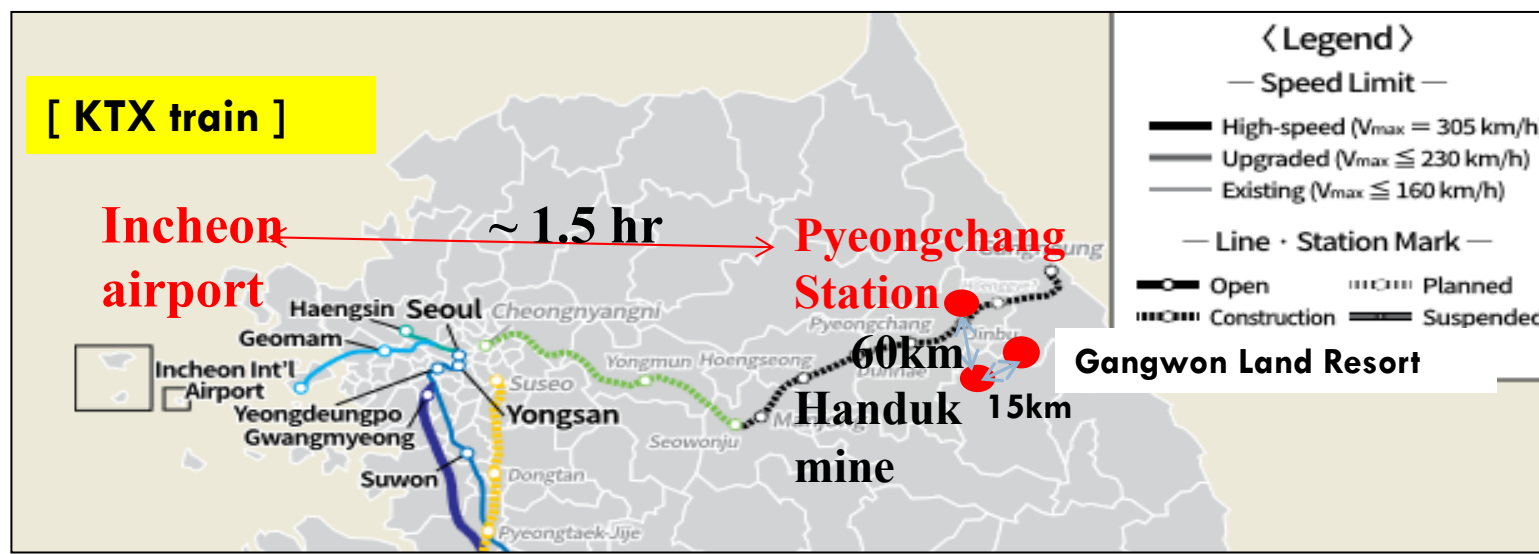 [ KTX train ]
Incheon
airport
~ 1.5 hr
Pyeongchang
Station
60km
Handuk
mine
15km
Gangwon Land Resort
Haengsin
Seoul
Cheongnyangni
Geomam
Incheon Int'l
Airport
Yeongdeungpo
Gwangmyeong
Yongsan
Suseo
Suwon
Dongtan
Pyeongtaek-Jije
Yongmun
Hoengseong
Seowonju
Pyeongchang
Jinbu
〈Legend〉
— Speed Limit —
High-speed (Vmax = 305 km/h
Upgraded (Vmax ≦ 230 km/h)
Existing (Vmax ≦ 160 km/h)
— Line · Station Mark —
Open
Planned
Construction
Suspended